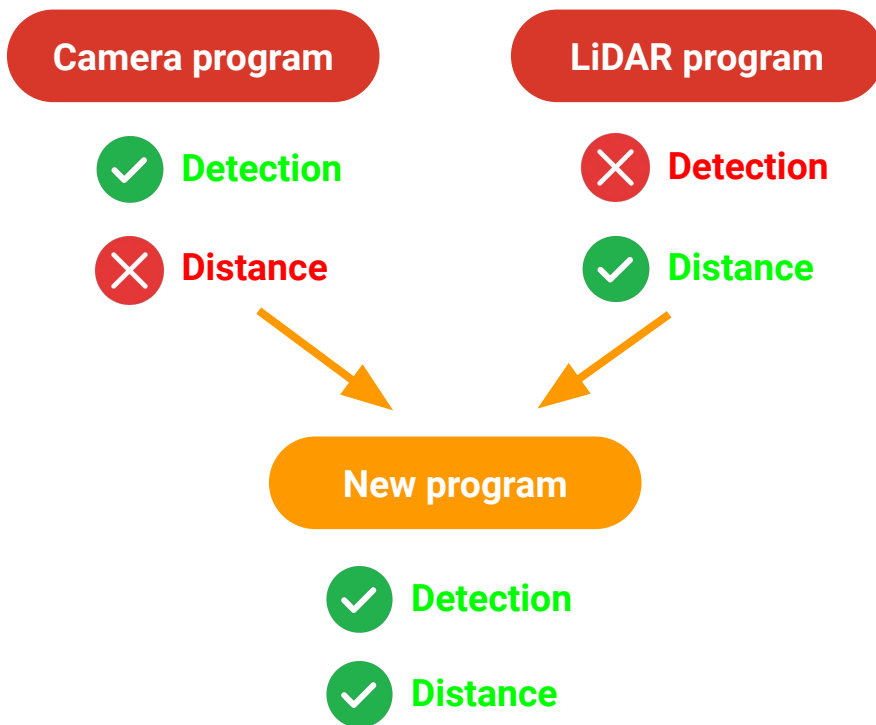 Camera program
LiDAR program
Detection
Detection
Distance
Distance
New program
Detection
Distance